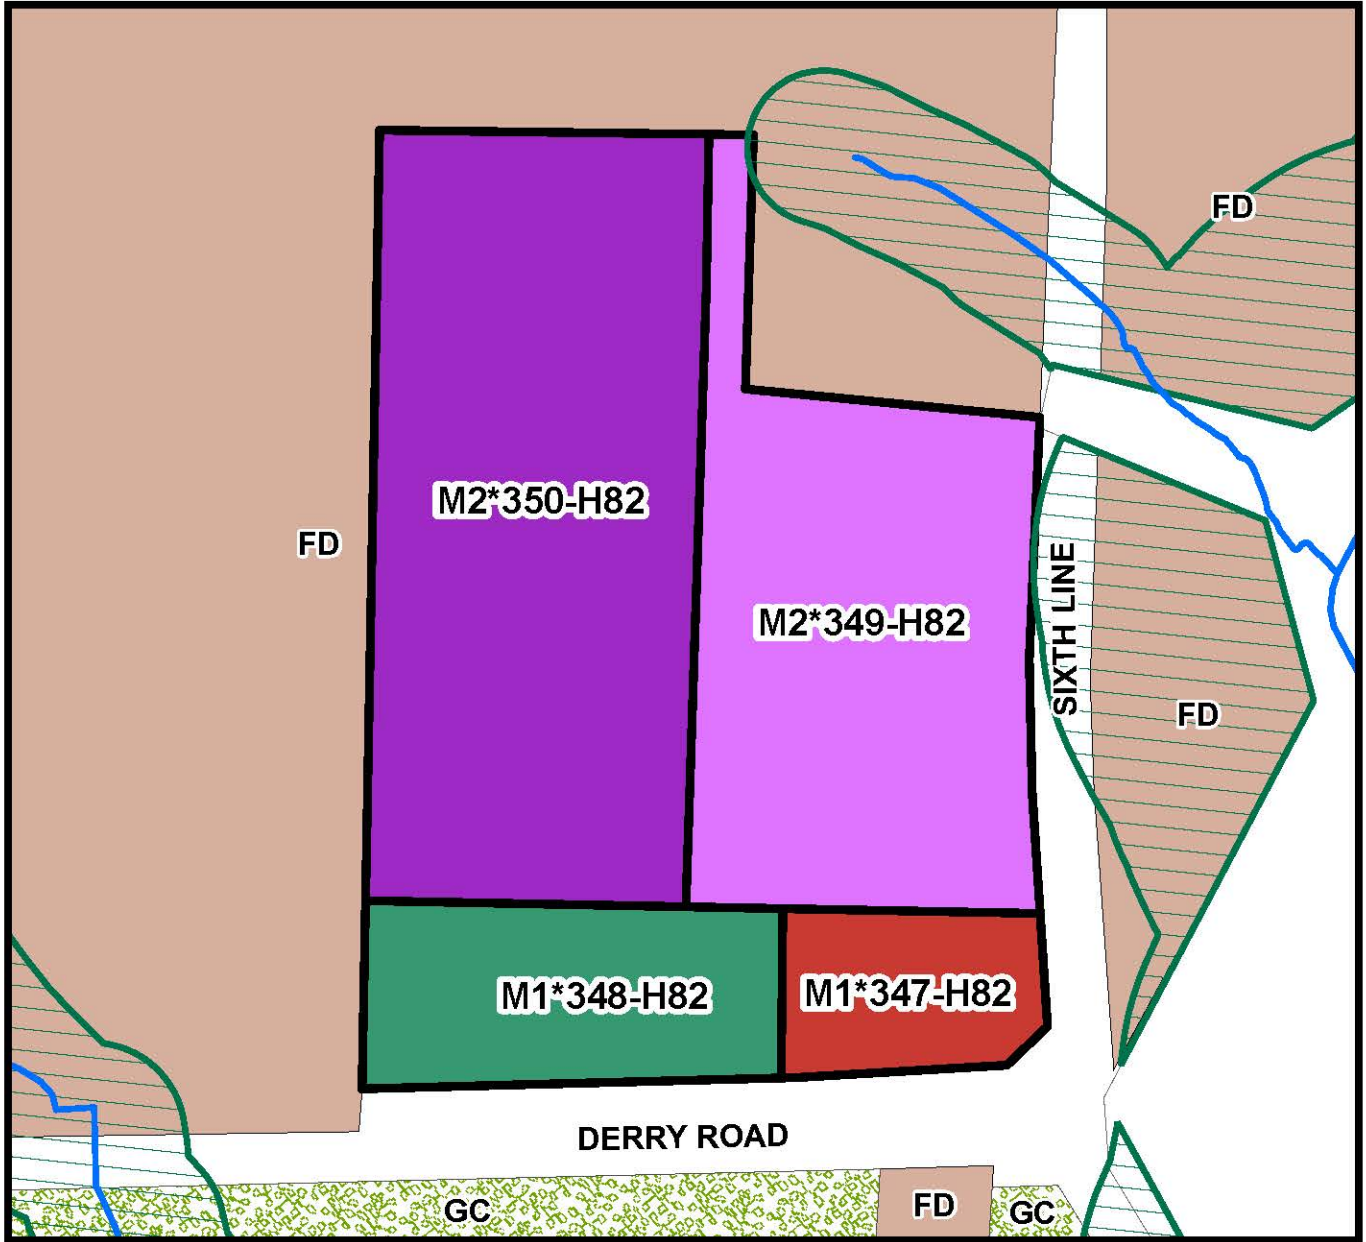 FD
M2*350-H82
FD
M2*349-H82
SIXTH LINE
FD
M1*348-H82
M1*347-H82
DERRY ROAD
GC
FD
GC